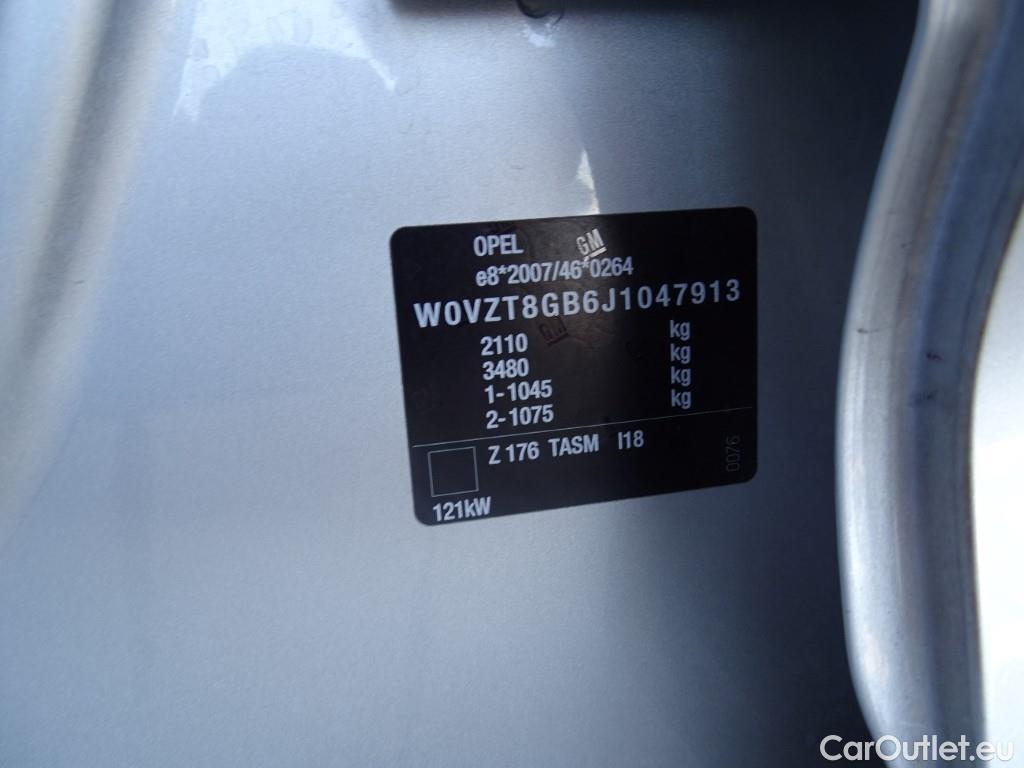 OPEL GM
e8*2007/46*0264
W0VZT8GB6J1047913
2110 kg
3480 kg
1-1045 kg
2-1075 kg
Z 176 TASM I18
0076
121kW
CarOutlet.eu